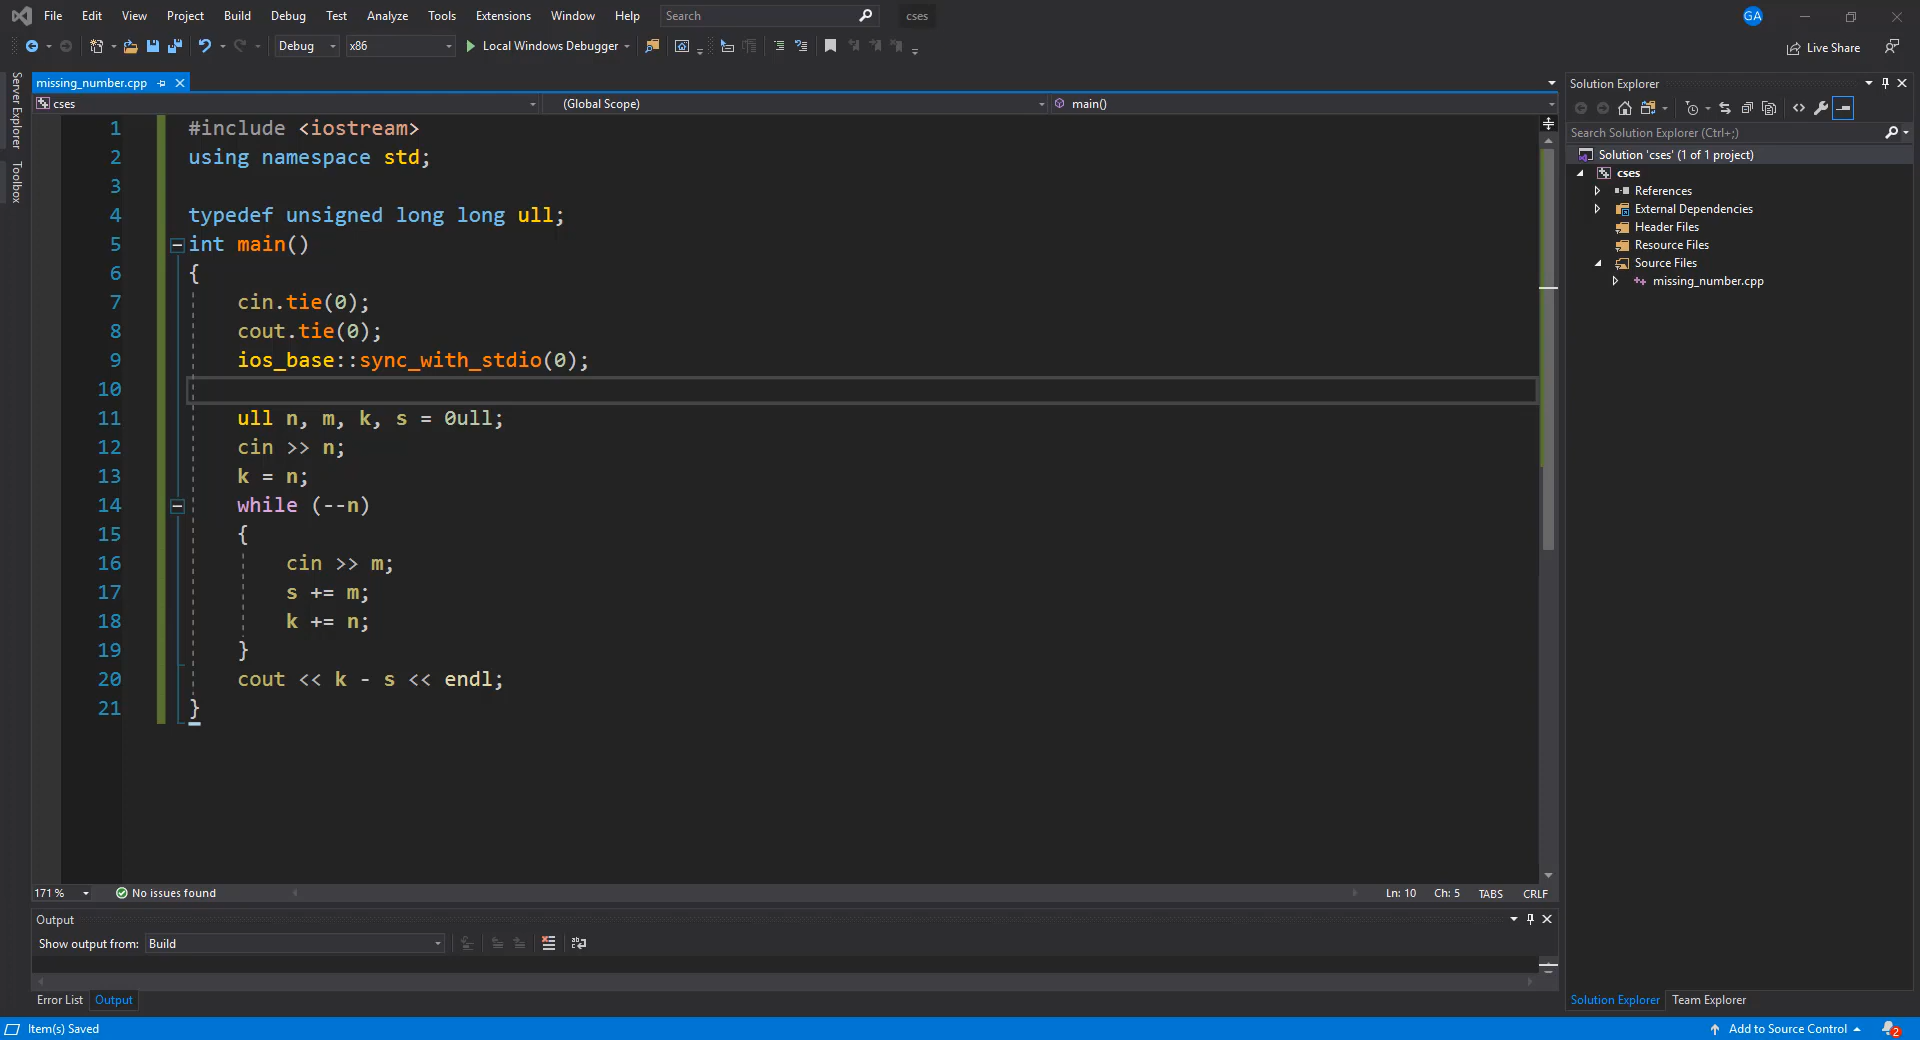 File Edit View Project Build Debug Test Analyze Tools Extensions Window Help Search cses GA
Debug x86 Local Windows Debugger Live Share
Server Explorer
Toolbox
missing_number.cpp
cses (Global Scope) main()
1 #include <iostream>
2 using namespace std;
3
4 typedef unsigned long long ull;
5 int main()
6 {
7 cin.tie(0);
8 cout.tie(0);
9 ios_base::sync_with_stdio(0);
10
11 ull n, m, k, s = 0ull;
12 cin >> n;
13 k = n;
14 while (--n)
15 {
16 cin >> m;
17 s += m;
18 k += n;
19 }
20 cout << k - s << endl;
21 }
171 % No issues found Ln: 10 Ch: 5 TABS CRLF
Output
Show output from: Build
Error List Output
Solution Explorer
Search Solution Explorer (Ctrl+;)
Solution 'cses' (1 of 1 project)
cses
References
External Dependencies
Header Files
Resource Files
Source Files
missing_number.cpp
Solution Explorer Team Explorer
Item(s) Saved Add to Source Control 2